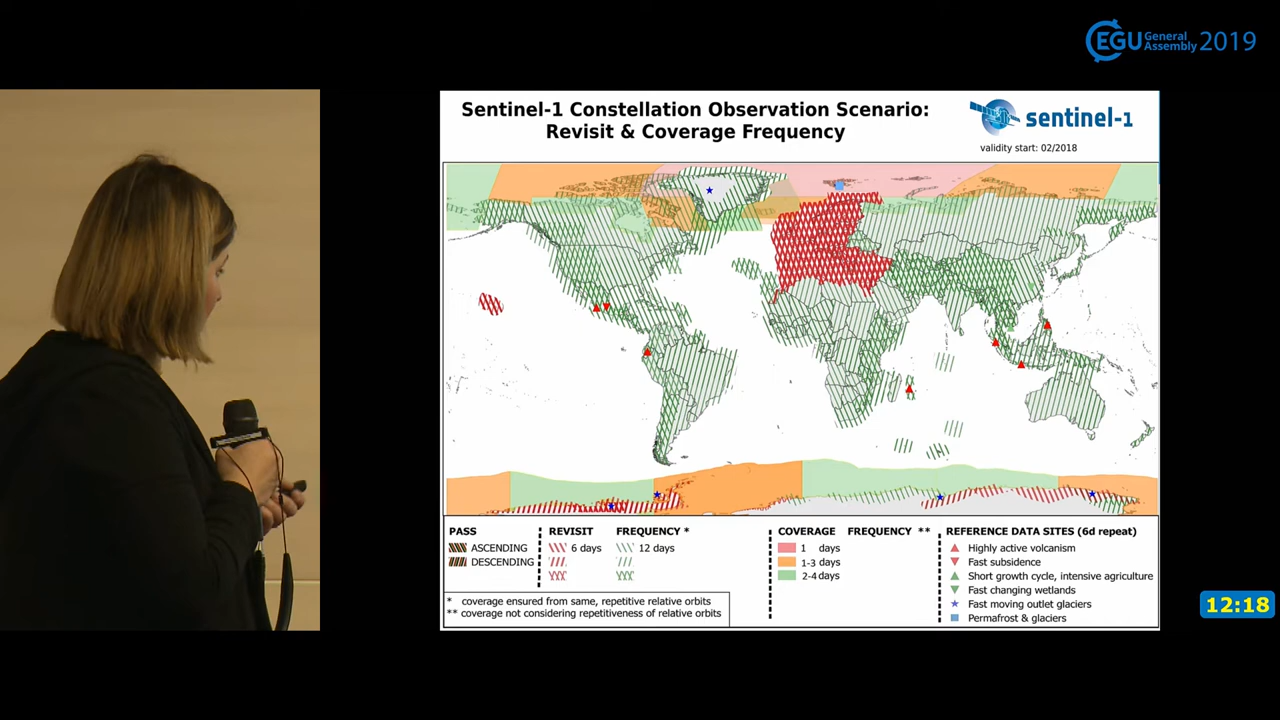 EGU General Assembly 2019
Sentinel-1 Constellation Observation Scenario:
Revisit & Coverage Frequency
sentinel-1
validity start: 02/2018
PASS
ASCENDING
DESCENDING
REVISIT FREQUENCY *
6 days 12 days
* coverage ensured from same, repetitive relative orbits
** coverage not considering repetitiveness of relative orbits
COVERAGE FREQUENCY **
1 days
1-3 days
2-4 days
REFERENCE DATA SITES (6d repeat)
Highly active volcanism
Fast subsidence
Short growth cycle, intensive agriculture
Fast changing wetlands
Fast moving outlet glaciers
Permafrost & glaciers
12:18